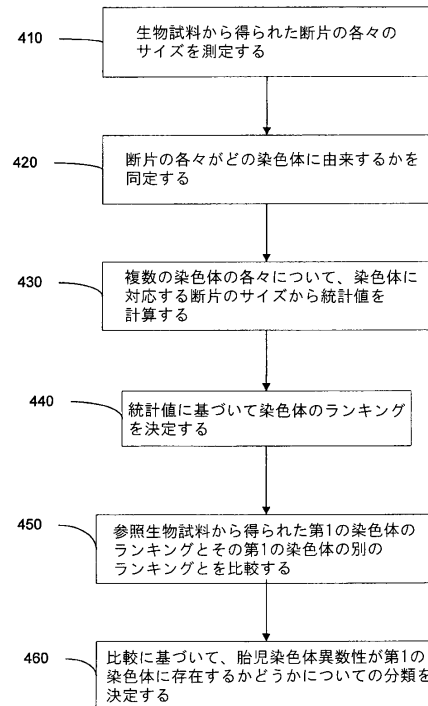 410
生物試料から得られた断片の各々の
サイズを測定する
420
断片の各々がどの染色体に由来するかを
同定する
430
複数の染色体の各々について、染色体に
対応する断片のサイズから統計値を
計算する
440
統計値に基づいて染色体のランキング
を決定する
450
参照生物試料から得られた第1の染色体の
ランキングとその第1の染色体の別の
ランキングとを比較する
460
比較に基づいて、胎児染色体異数性が第1の
染色体に存在するかどうかについての分類を
決定する